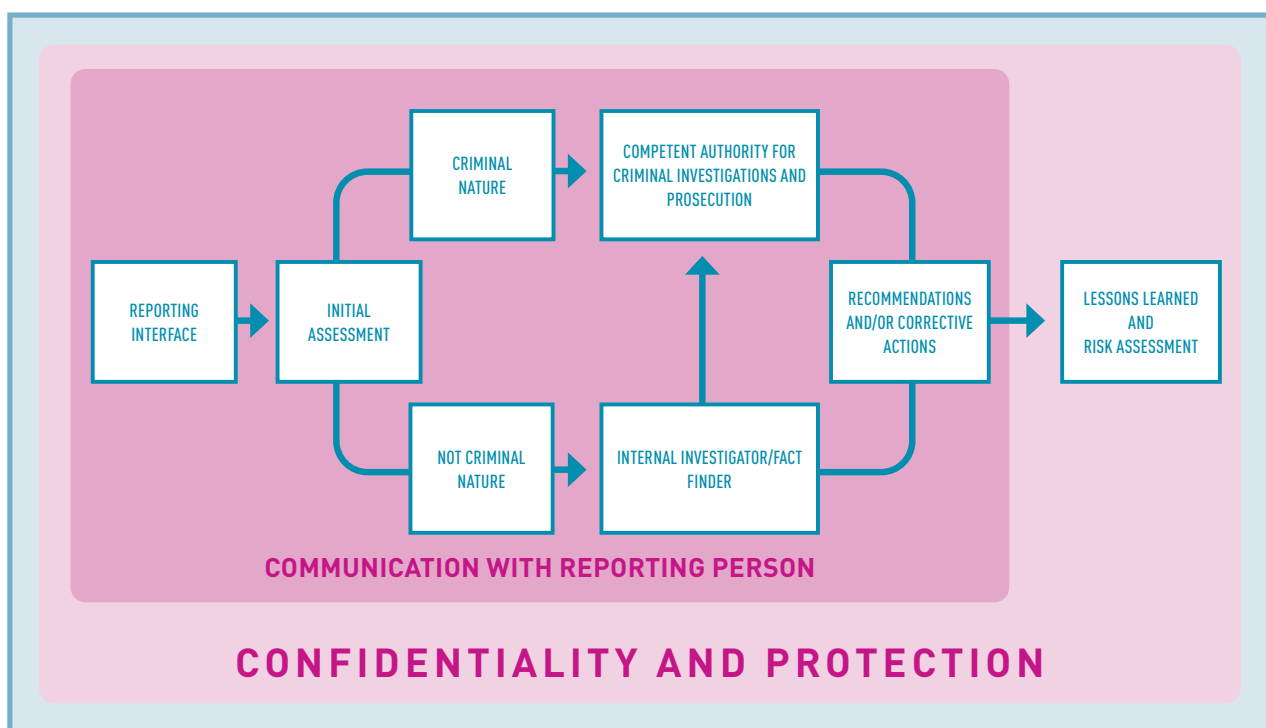 CRIMINAL
NATURE
COMPETENT AUTHORITY FOR
CRIMINAL INVESTIGATIONS AND
PROSECUTION
REPORTING
INTERFACE
INITIAL
ASSESSMENT
RECOMMENDATIONS
AND/OR CORRECTIVE
ACTIONS
LESSONS LEARNED
AND
RISK ASSESSMENT
NOT CRIMINAL
NATURE
INTERNAL INVESTIGATOR/FACT
FINDER
COMMUNICATION WITH REPORTING PERSON
CONFIDENTIALITY AND PROTECTION